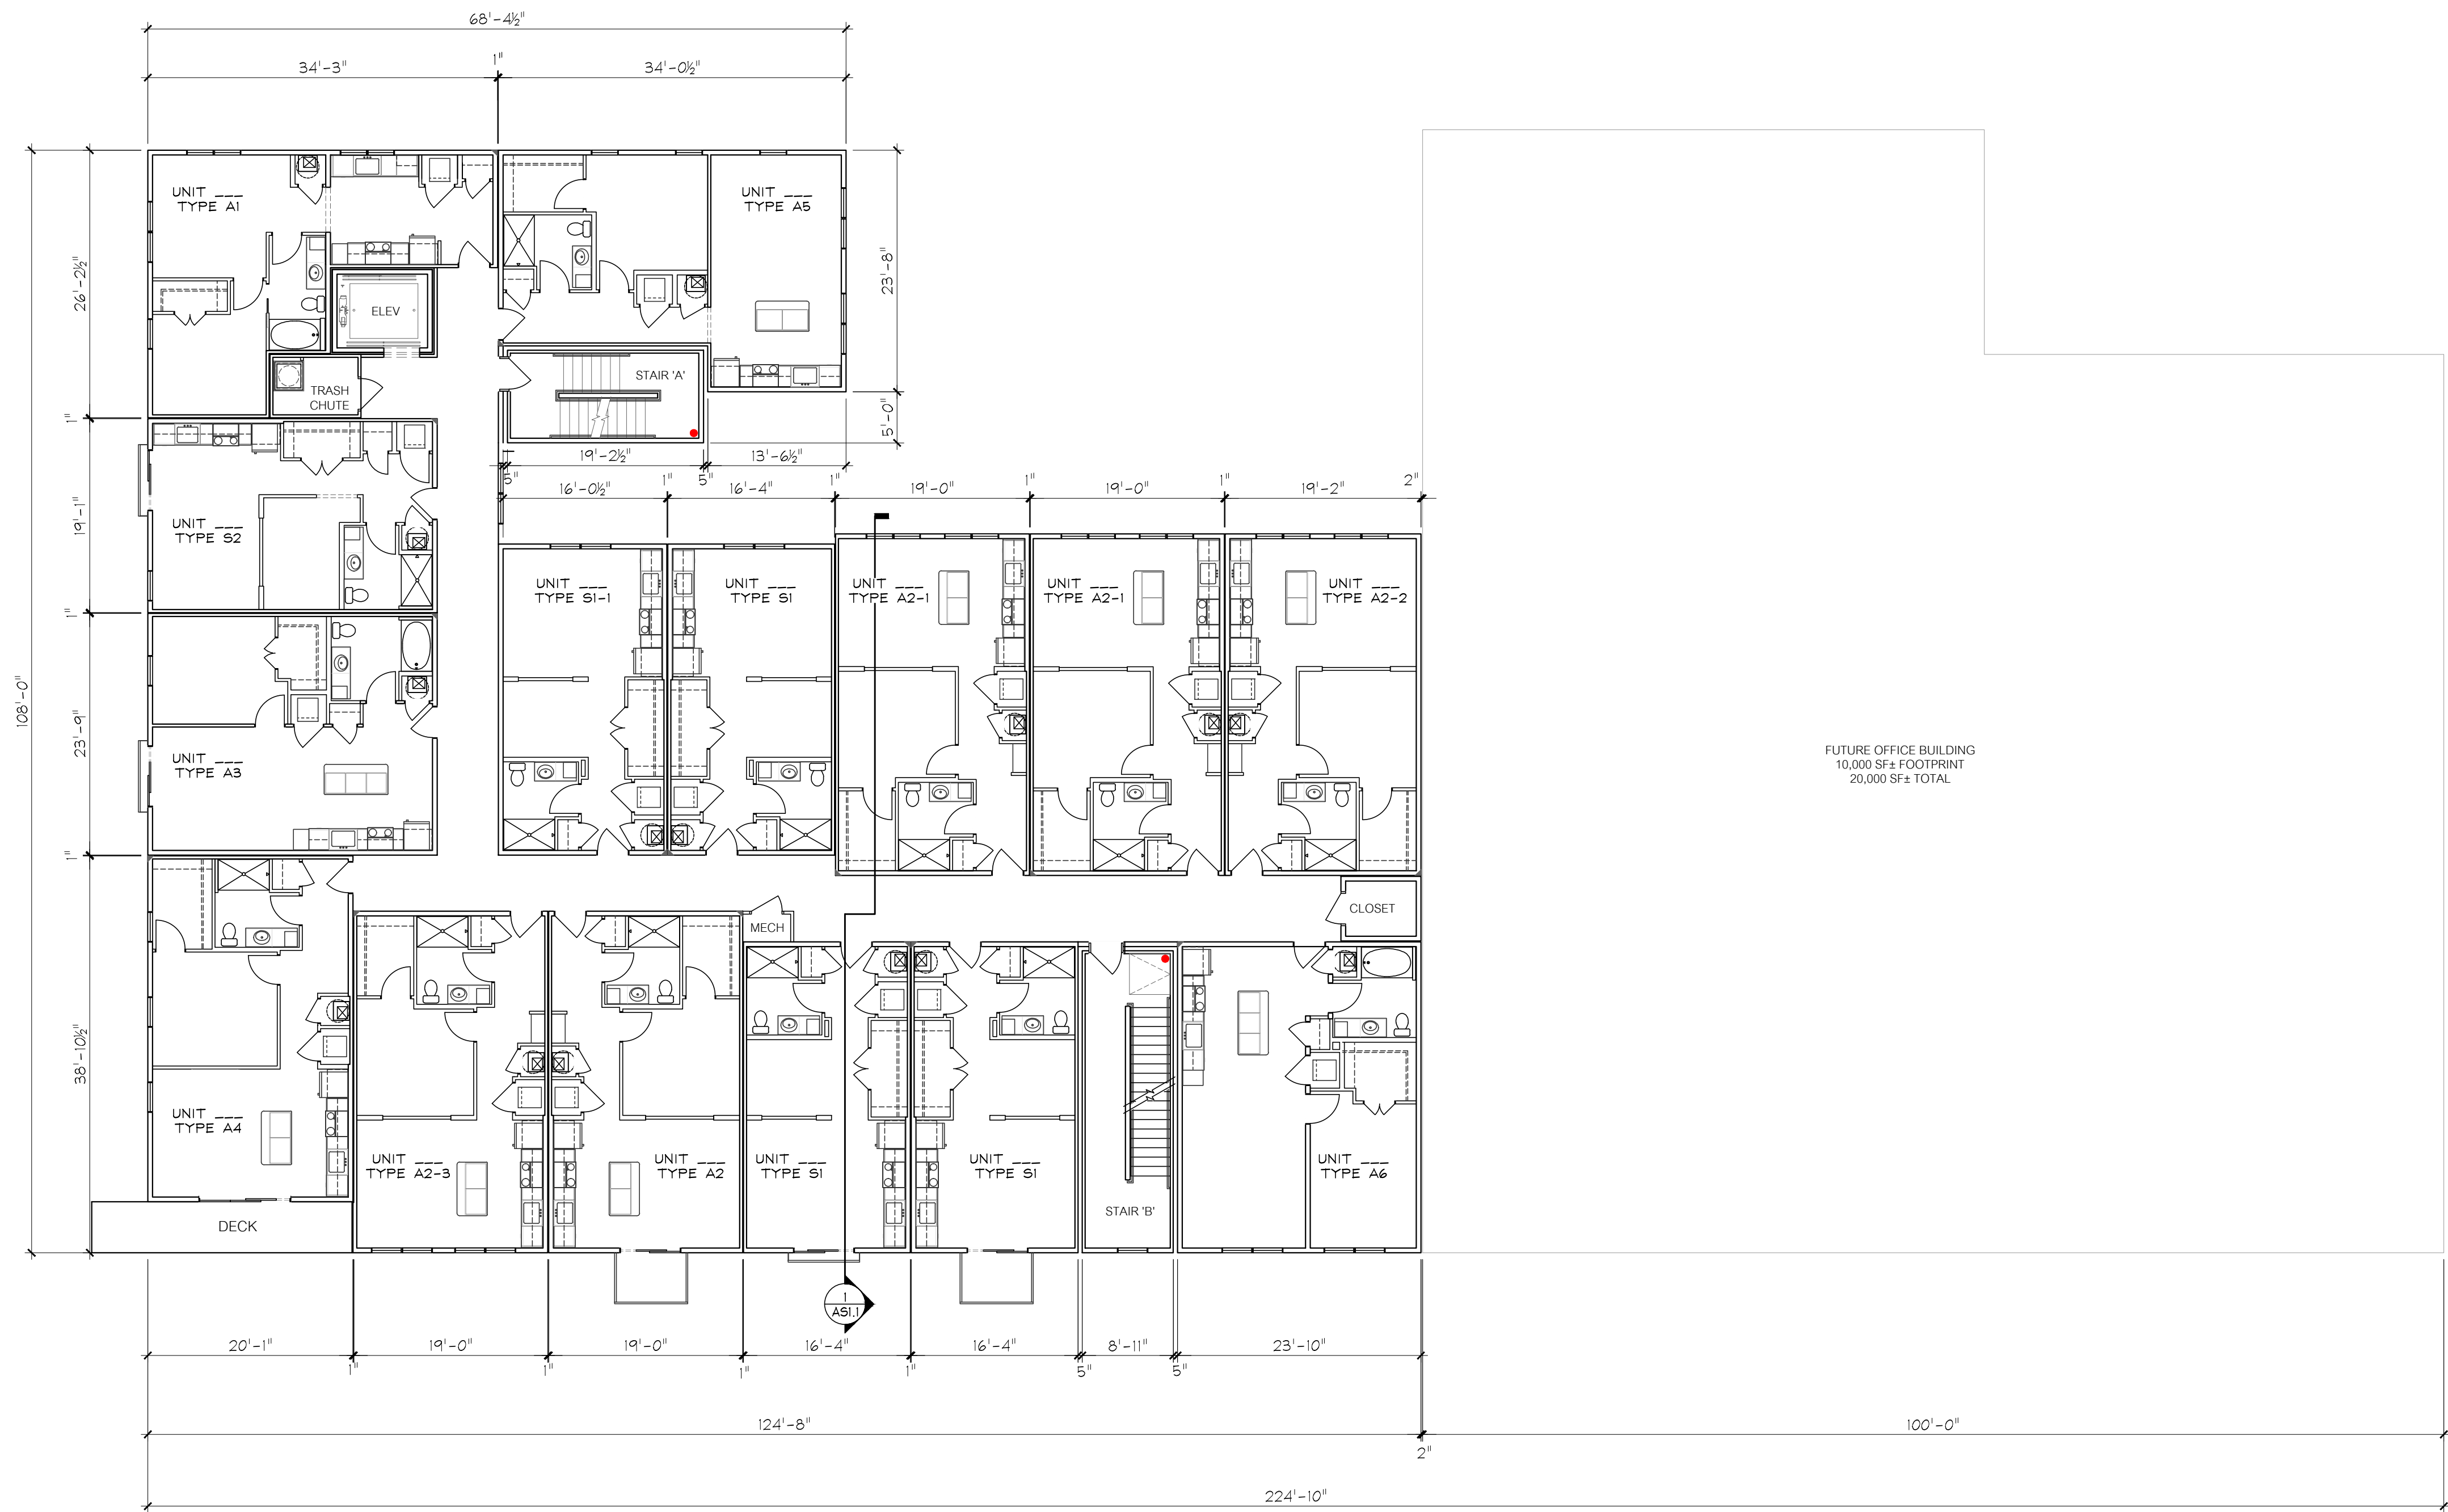 68'-4½"
34'-3"
1"
34'-0½"
UNIT ___
TYPE A1
UNIT ___
TYPE A5
26'-2½"
23'-8"
ELEV
TRASH
CHUTE
STAIR 'A'
5'-0"
1"
19'-2½"
13'-6½"
5"
5"
16'-0½"
1"
16'-4"
1"
19'-0"
1"
19'-0"
1"
19'-2"
2"
19'-1"
UNIT ___
TYPE S2
UNIT ___
TYPE S1-1
UNIT ___
TYPE S1
UNIT ___
TYPE A2-1
UNIT ___
TYPE A2-1
UNIT ___
TYPE A2-2
1"
108'-0"
23'-9"
UNIT ___
TYPE A3
FUTURE OFFICE BUILDING
10,000 SF± FOOTPRINT
20,000 SF± TOTAL
1"
CLOSET
MECH
38'-10½"
UNIT ___
TYPE A4
UNIT ___
TYPE A2-3
UNIT ___
TYPE A2
UNIT ___
TYPE S1
UNIT ___
TYPE S1
UNIT ___
TYPE A6
STAIR 'B'
DECK
1
AS1.1
20'-1"
1"
19'-0"
1"
19'-0"
1"
16'-4"
1"
16'-4"
5"
8'-11"
5"
23'-10"
124'-8"
2"
100'-0"
224'-10"